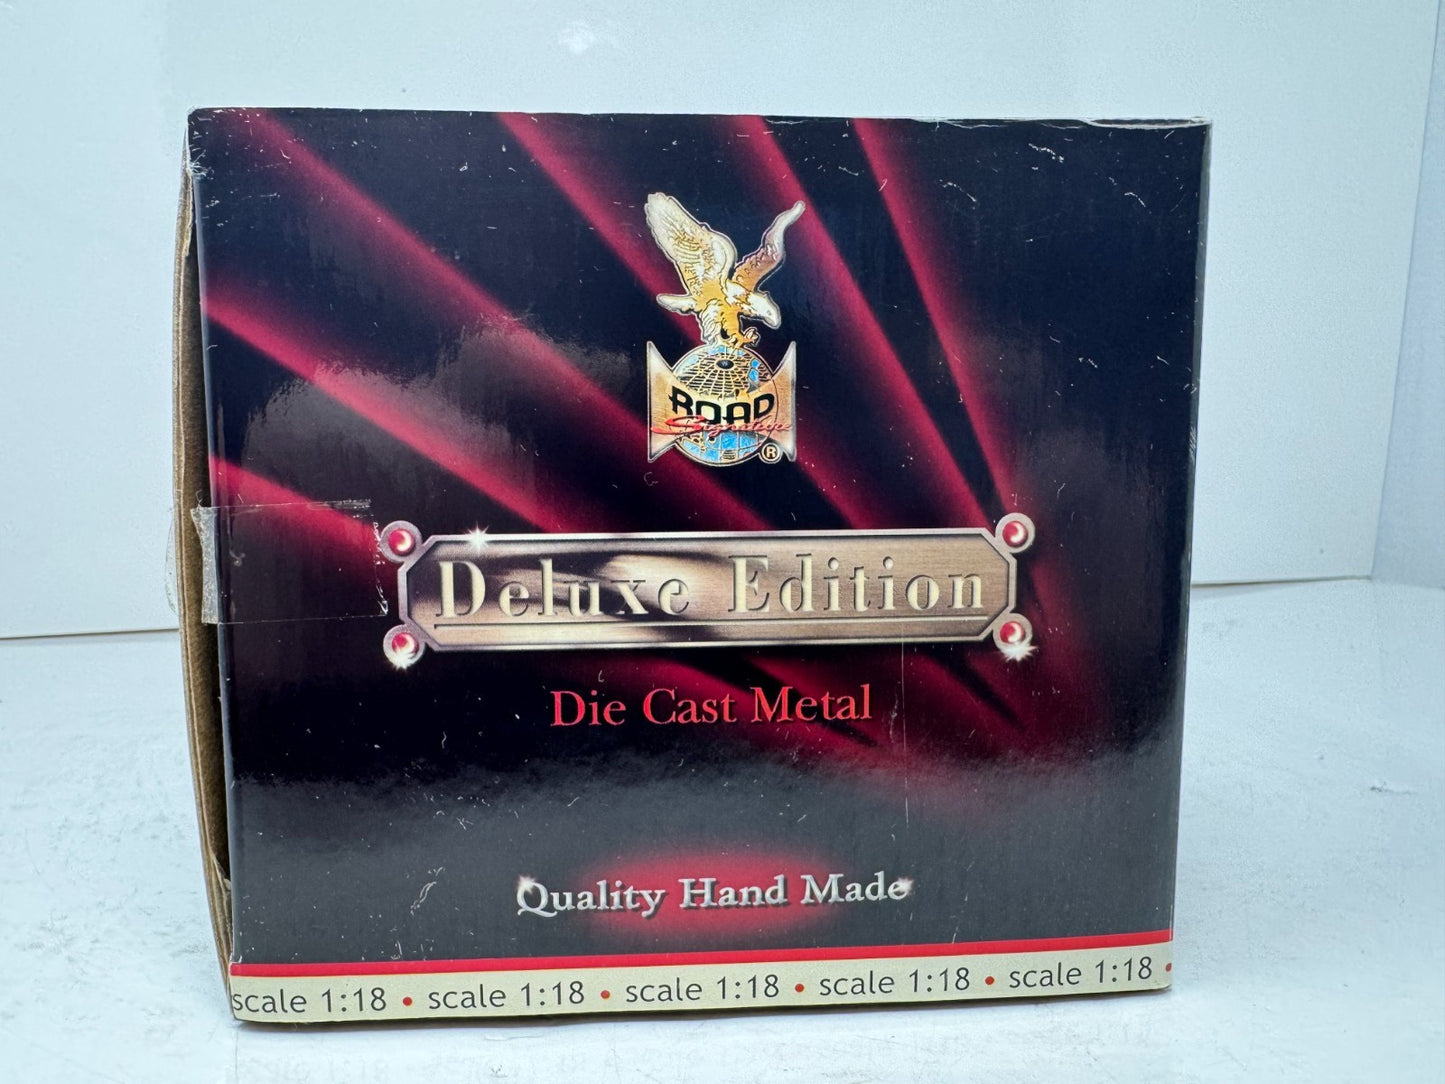 ROAD
Signature
®
Deluxe Edition
Die Cast Metal
Quality Hand Made
scale 1:18 • scale 1:18 • scale 1:18 • scale 1:18 • scale 1:18 •